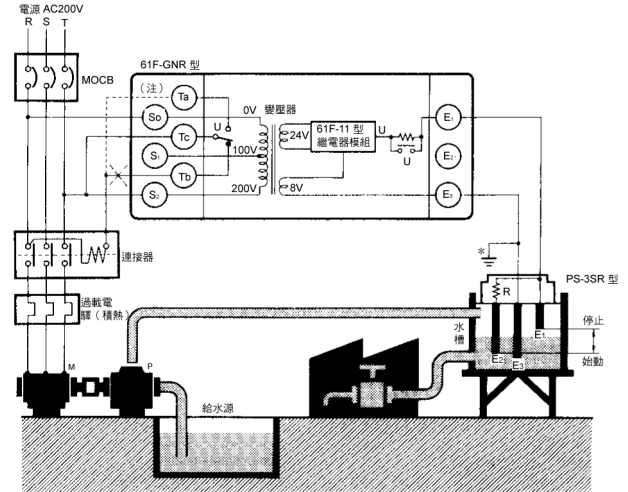 電源 AC200V
R S T
MOCB
61F-GNR 型
(注)
Ta
So
Tc
S1
Tb
S2
U
0V
100V
200V
變壓器
24V
8V
61F-11 型
繼電器模組
U
U
E1
E2
E3
連接器
過載電
驛(積熱)
M
P
給水源
*
PS-3SR 型
R
水
槽
E1
E2
E3
停止
始動